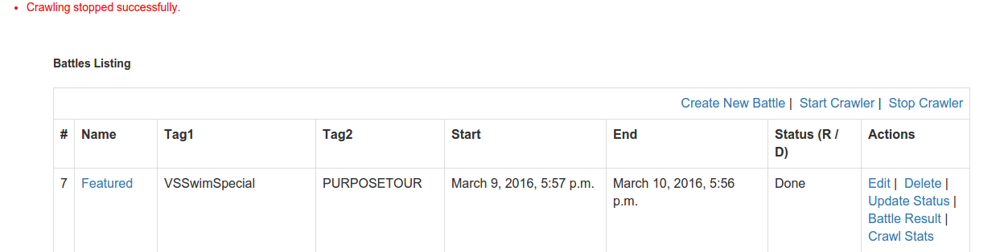 Crawling stopped successfully.
Battles Listing
Create New Battle | Start Crawler | Stop Crawler
# Name Tag1 Tag2 Start End Status (R /
D) Actions
7 Featured VSSwimSpecial PURPOSETOUR March 9, 2016, 5:57 p.m. March 10, 2016, 5:56
p.m. Done Edit | Delete |
Update Status |
Battle Result |
Crawl Stats